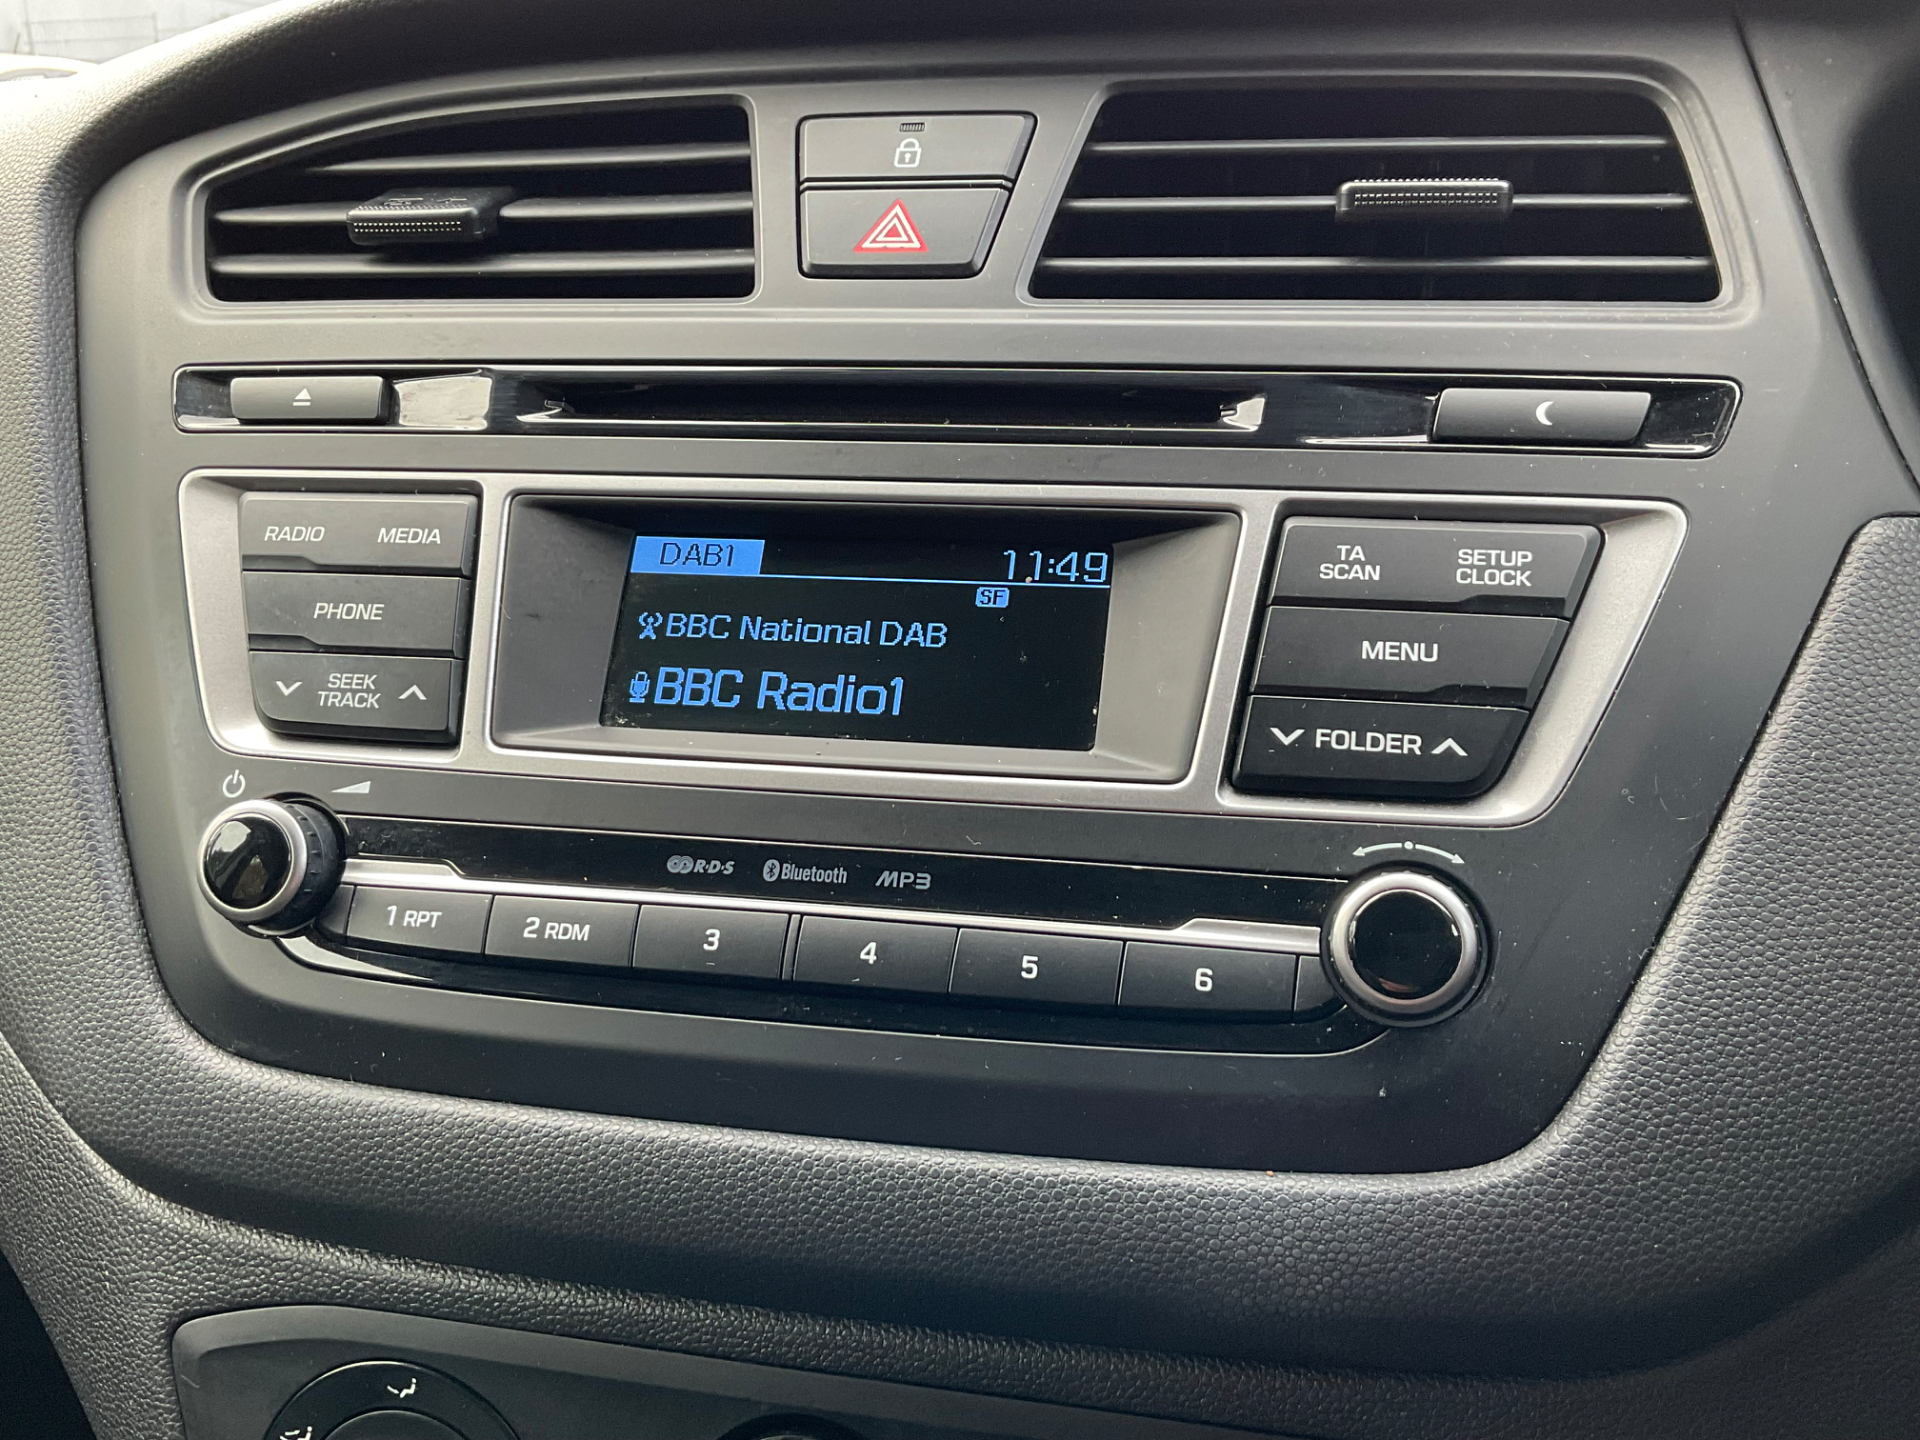 RADIO MEDIA
PHONE
SEEK
TRACK
DAB1 11:49
SF
BBC National DAB
BBC Radio1
TA
SCAN
SETUP
CLOCK
MENU
FOLDER
R·D·S Bluetooth MP3
1 RPT 2 RDM 3 4 5 6